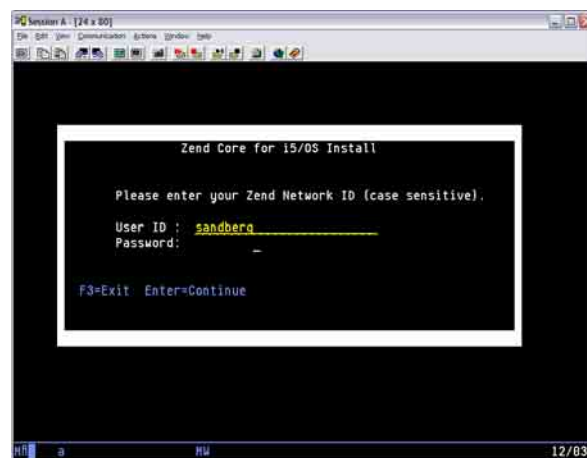 Session A - [24 x 80]
File Edit View Communication Actions Window Help
Zend Core for i5/OS Install
Please enter your Zend Network ID (case sensitive).
User ID : sandberg
Password:
F3=Exit Enter=Continue
a MW 12/03